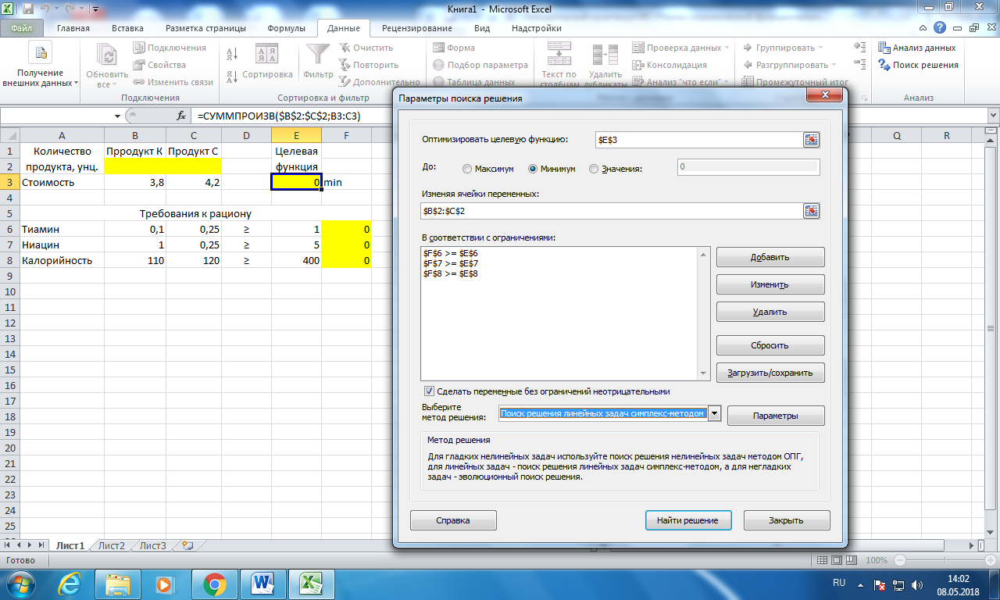 Книга1 - Microsoft Excel
Файл Главная Вставка Разметка страницы Формулы Данные Рецензирование Вид Надстройки
Получение внешних данных
Обновить все
Подключения
Свойства
Изменить связи
Подключения
Сортировка
Фильтр
Очистить
Повторить
Дополнительно
Сортировка и фильтр
Текст по столбцам
Удалить дубликаты
Форма
Подбор параметра
Таблица данных
Проверка данных
Консолидация
Анализ "что если"
Группировать
Разгруппировать
Промежуточный итог
Анализ данных
Поиск решения
Анализ
fx =СУММПРОИЗВ($B$2:$C$2;B3:C3)
A B C D E F Q R
1 Количество Ппродукт К Продукт С Целевая
2 продукта, унц. функция
3 Стоимость 3,8 4,2 0 min
4
5 Требования к рациону
6 Тиамин 0,1 0,25 ≥ 1 0
7 Ниацин 1 0,25 ≥ 5 0
8 Калорийность 110 120 ≥ 400 0
9
10
11
12
13
14
15
16
17
18
19
20
21
22
23
24
25
Параметры поиска решения
Оптимизировать целевую функцию: $E$3
До: Максимум Минимум Значения: 0
Изменяя ячейки переменных:
$B$2:$C$2
В соответствии с ограничениями:
$F$6 >= $E$6
$F$7 >= $E$7
$F$8 >= $E$8
Добавить
Изменить
Удалить
Сбросить
Загрузить/сохранить
Сделать переменные без ограничений неотрицательными
Выберите
метод решения:
Поиск решения линейных задач симплекс-методом
Параметры
Метод решения
Для гладких нелинейных задач используйте поиск решения нелинейных задач методом ОПГ,
для линейных задач - поиск решения линейных задач симплекс-методом, а для негладких
задач - эволюционный поиск решения.
Справка Найти решение Закрыть
Лист1 Лист2 Лист3
Готово 100%
RU 14:02
08.05.2018